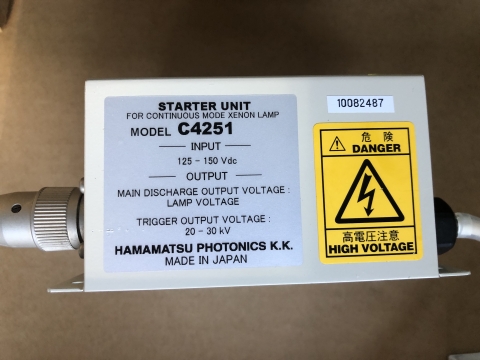 STARTER UNIT
FOR CONTINUOUS MODE XENON LAMP
MODEL C4251
INPUT
125 - 150 Vdc
OUTPUT
MAIN DISCHARGE OUTPUT VOLTAGE :
LAMP VOLTAGE
TRIGGER OUTPUT VOLTAGE :
20 - 30 kV
HAMAMATSU PHOTONICS K.K.
MADE IN JAPAN
10082487
危険
DANGER
高電圧注意
HIGH VOLTAGE